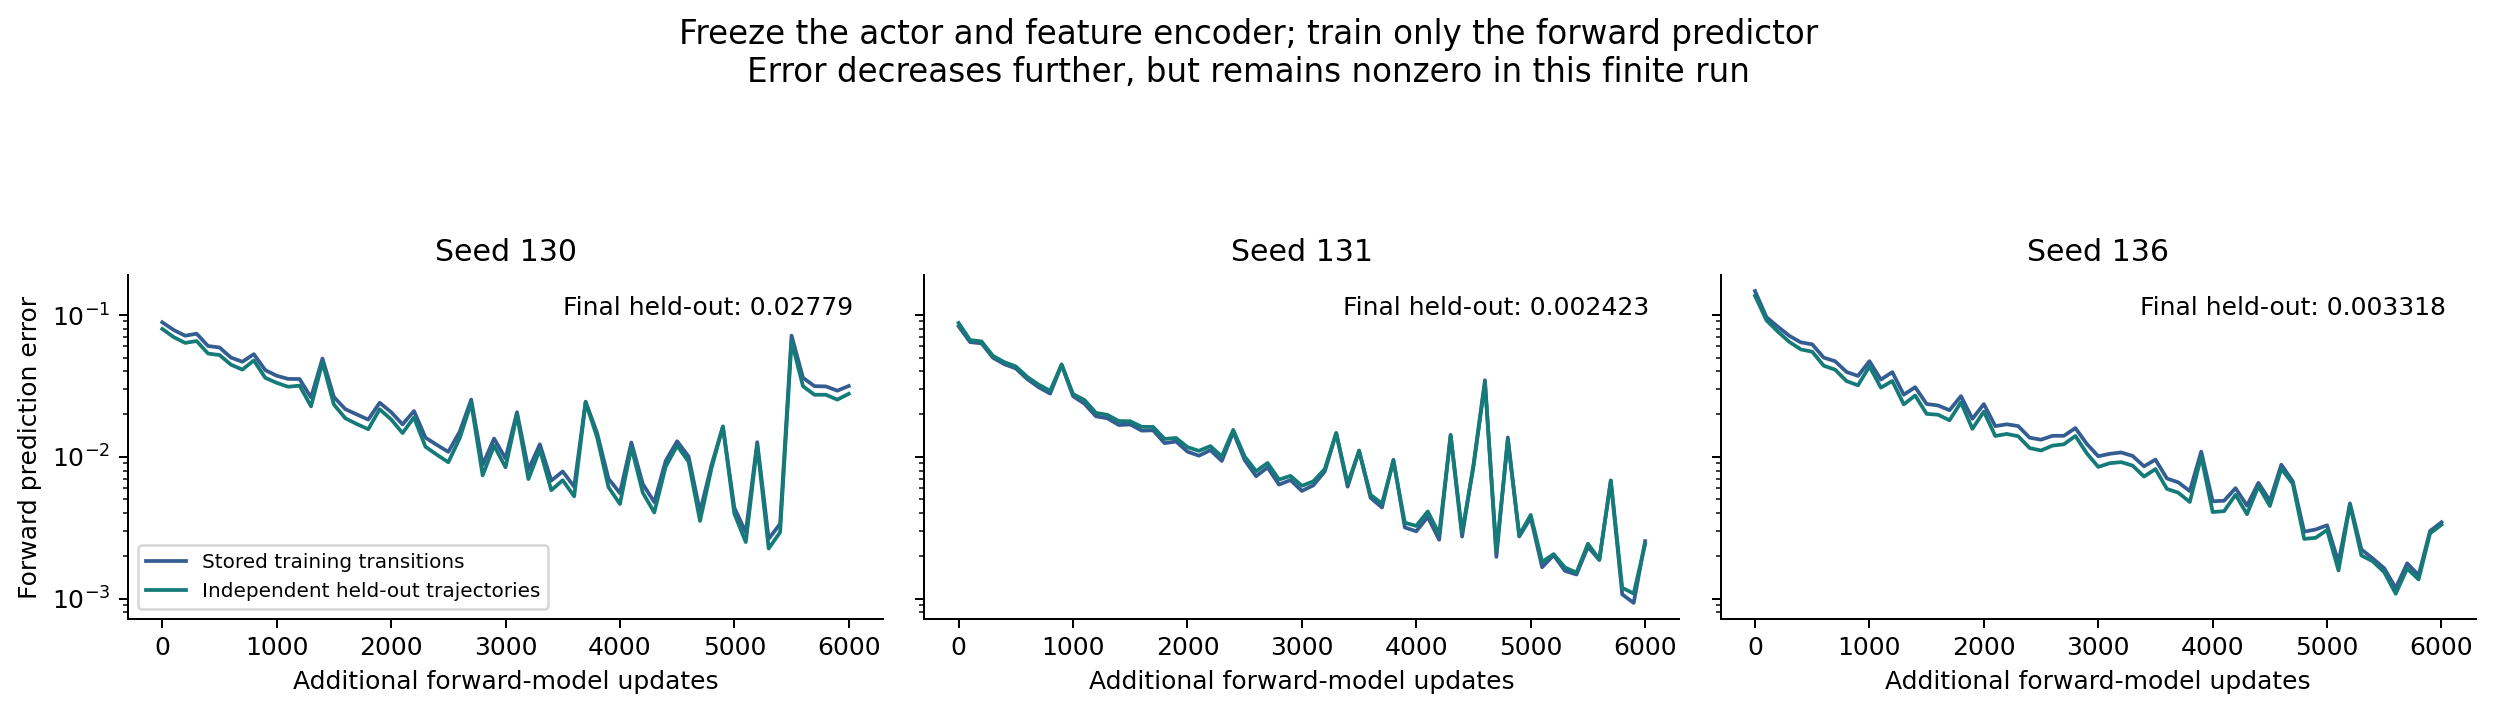 Freeze the actor and feature encoder; train only the forward predictor
Error decreases further, but remains nonzero in this finite run
Seed 130
Seed 131
Seed 136
Forward prediction error
10⁻¹
10⁻²
10⁻³
Final held-out: 0.02779
Final held-out: 0.002423
Final held-out: 0.003318
Stored training transitions
Independent held-out trajectories
0 1000 2000 3000 4000 5000 6000
0 1000 2000 3000 4000 5000 6000
0 1000 2000 3000 4000 5000 6000
Additional forward-model updates
Additional forward-model updates
Additional forward-model updates